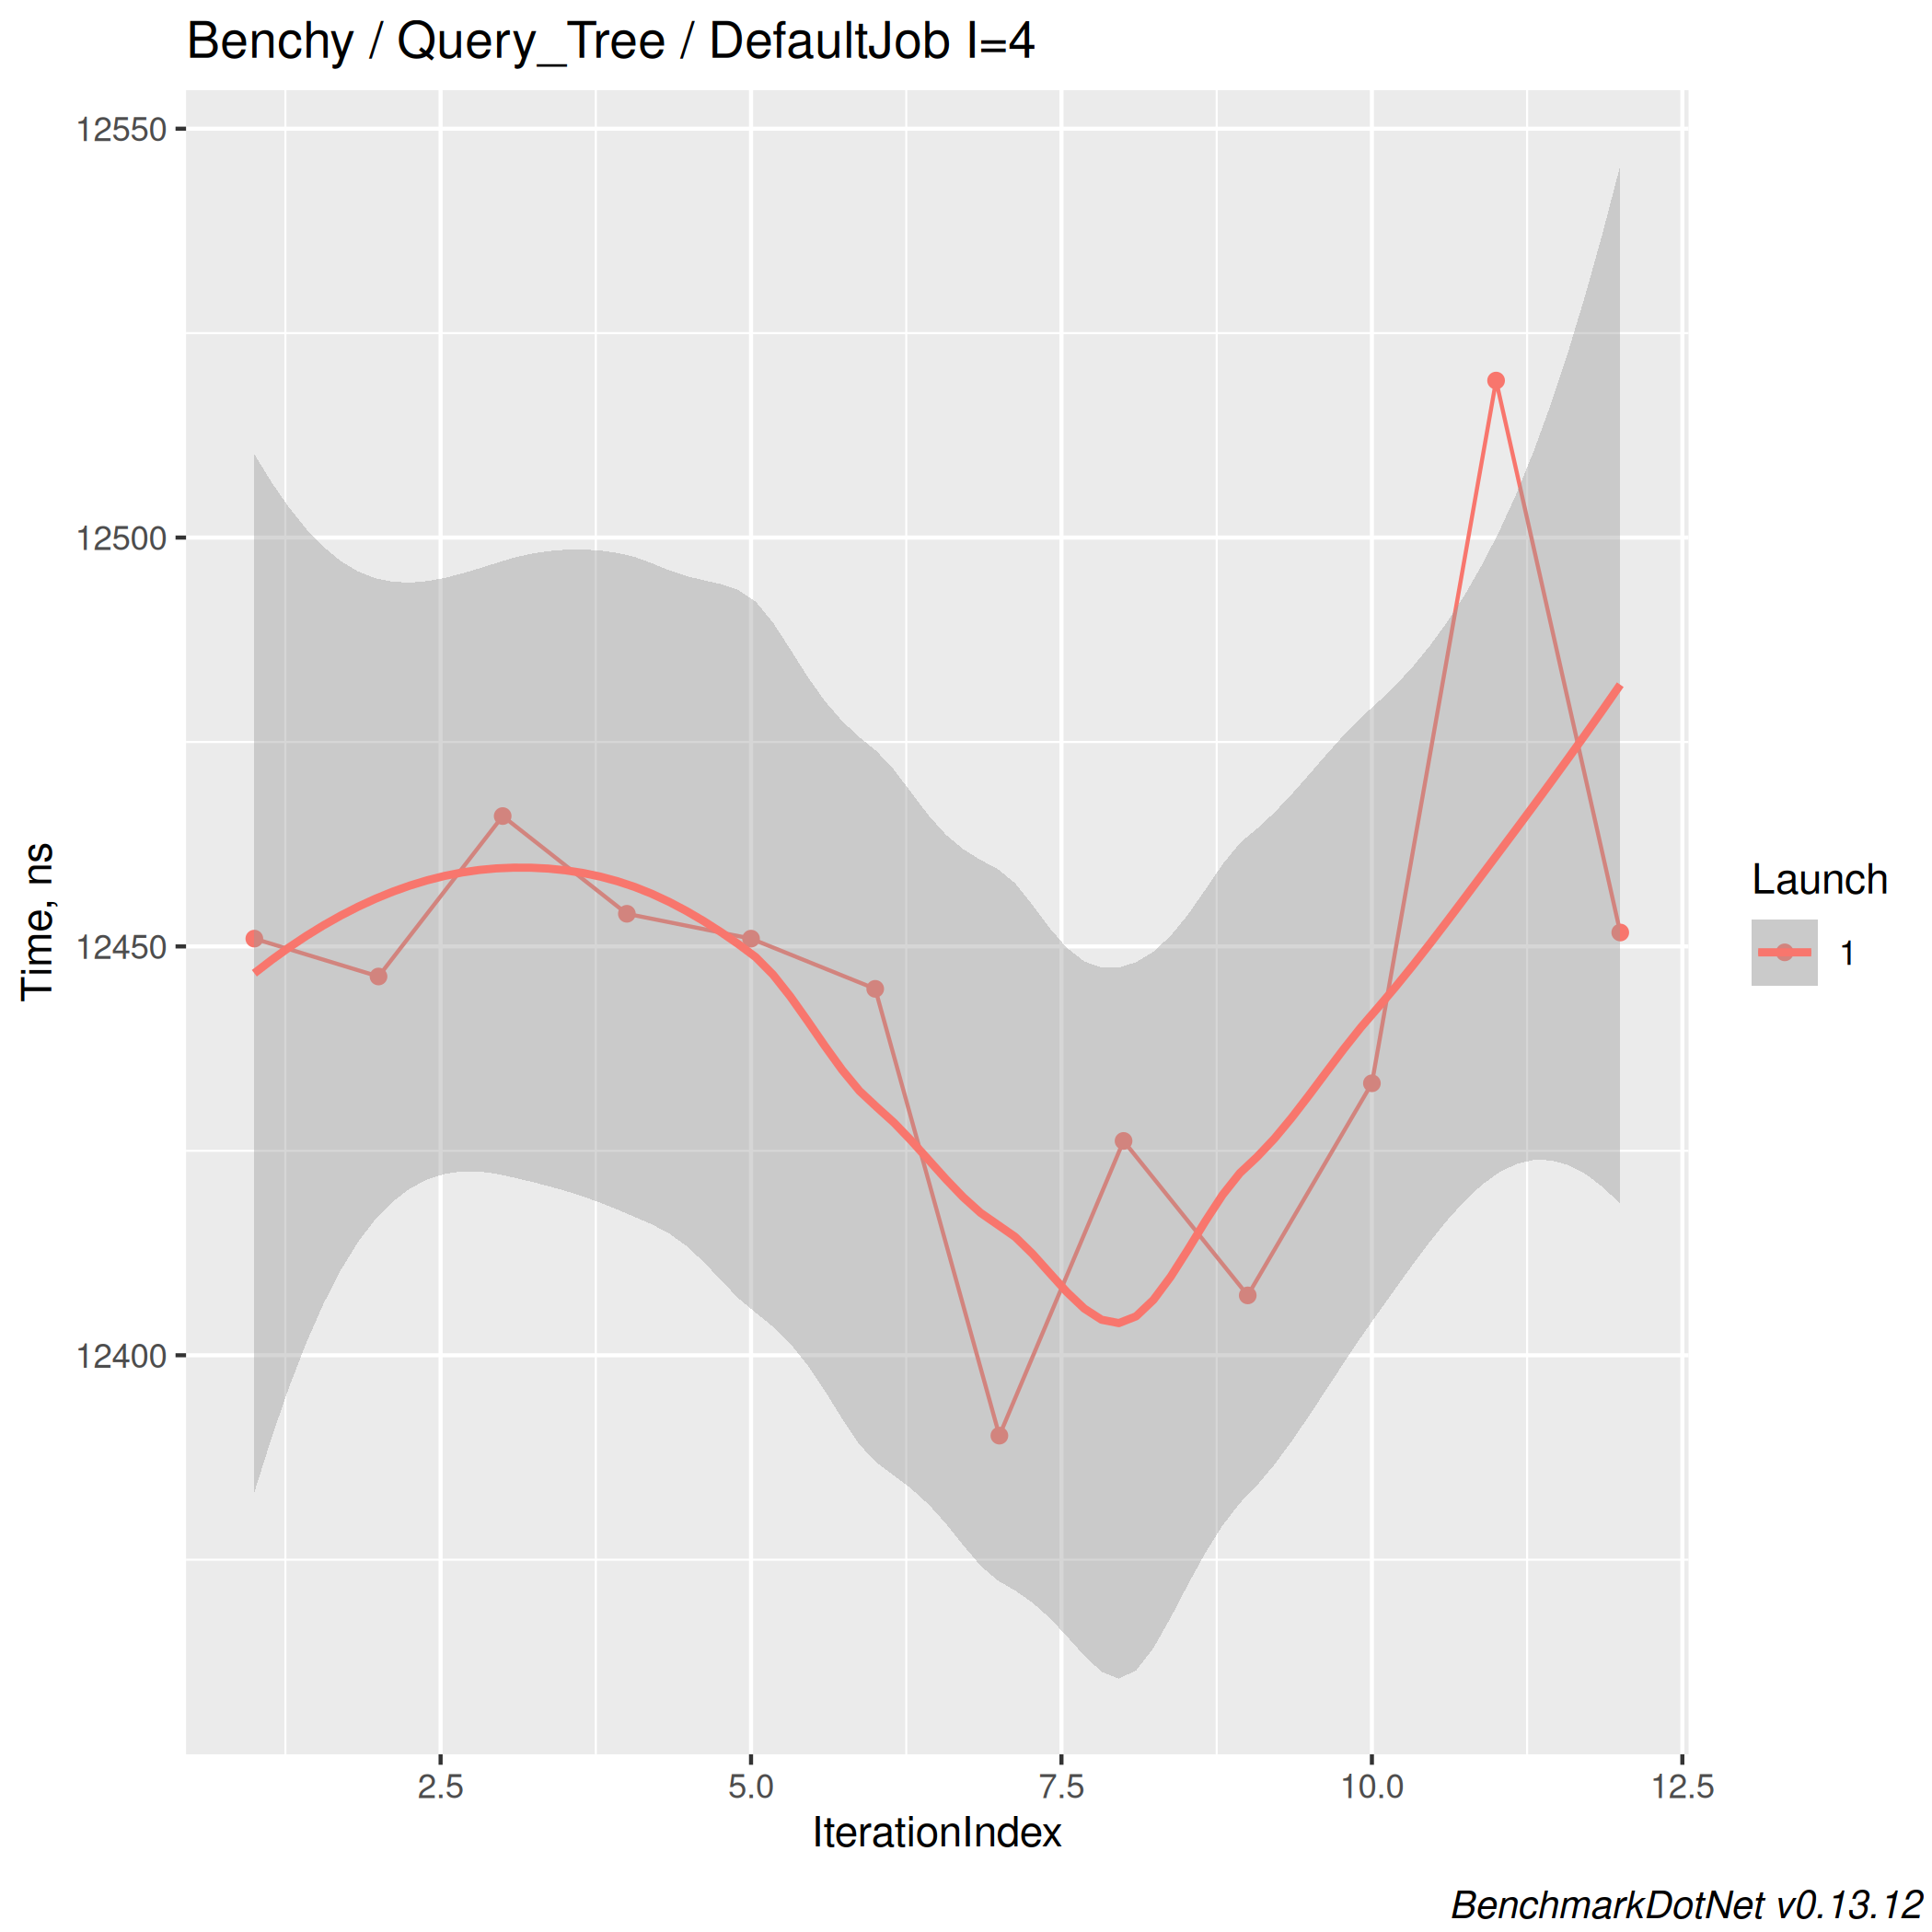 Benchy / Query_Tree / DefaultJob I=4
12550
12500
12450
12400
Time, ns
2.5 5.0 7.5 10.0 12.5
IterationIndex
Launch
1
BenchmarkDotNet v0.13.12